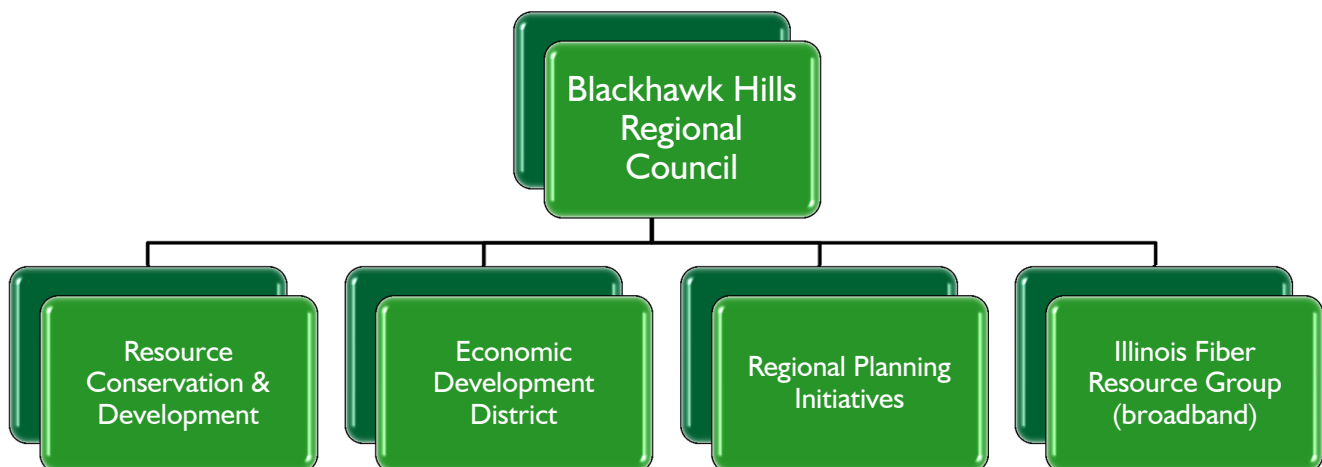 Blackhawk Hills
Regional
Council
Resource
Conservation &
Development
Economic
Development
District
Regional Planning
Initiatives
Illinois Fiber
Resource Group
(broadband)